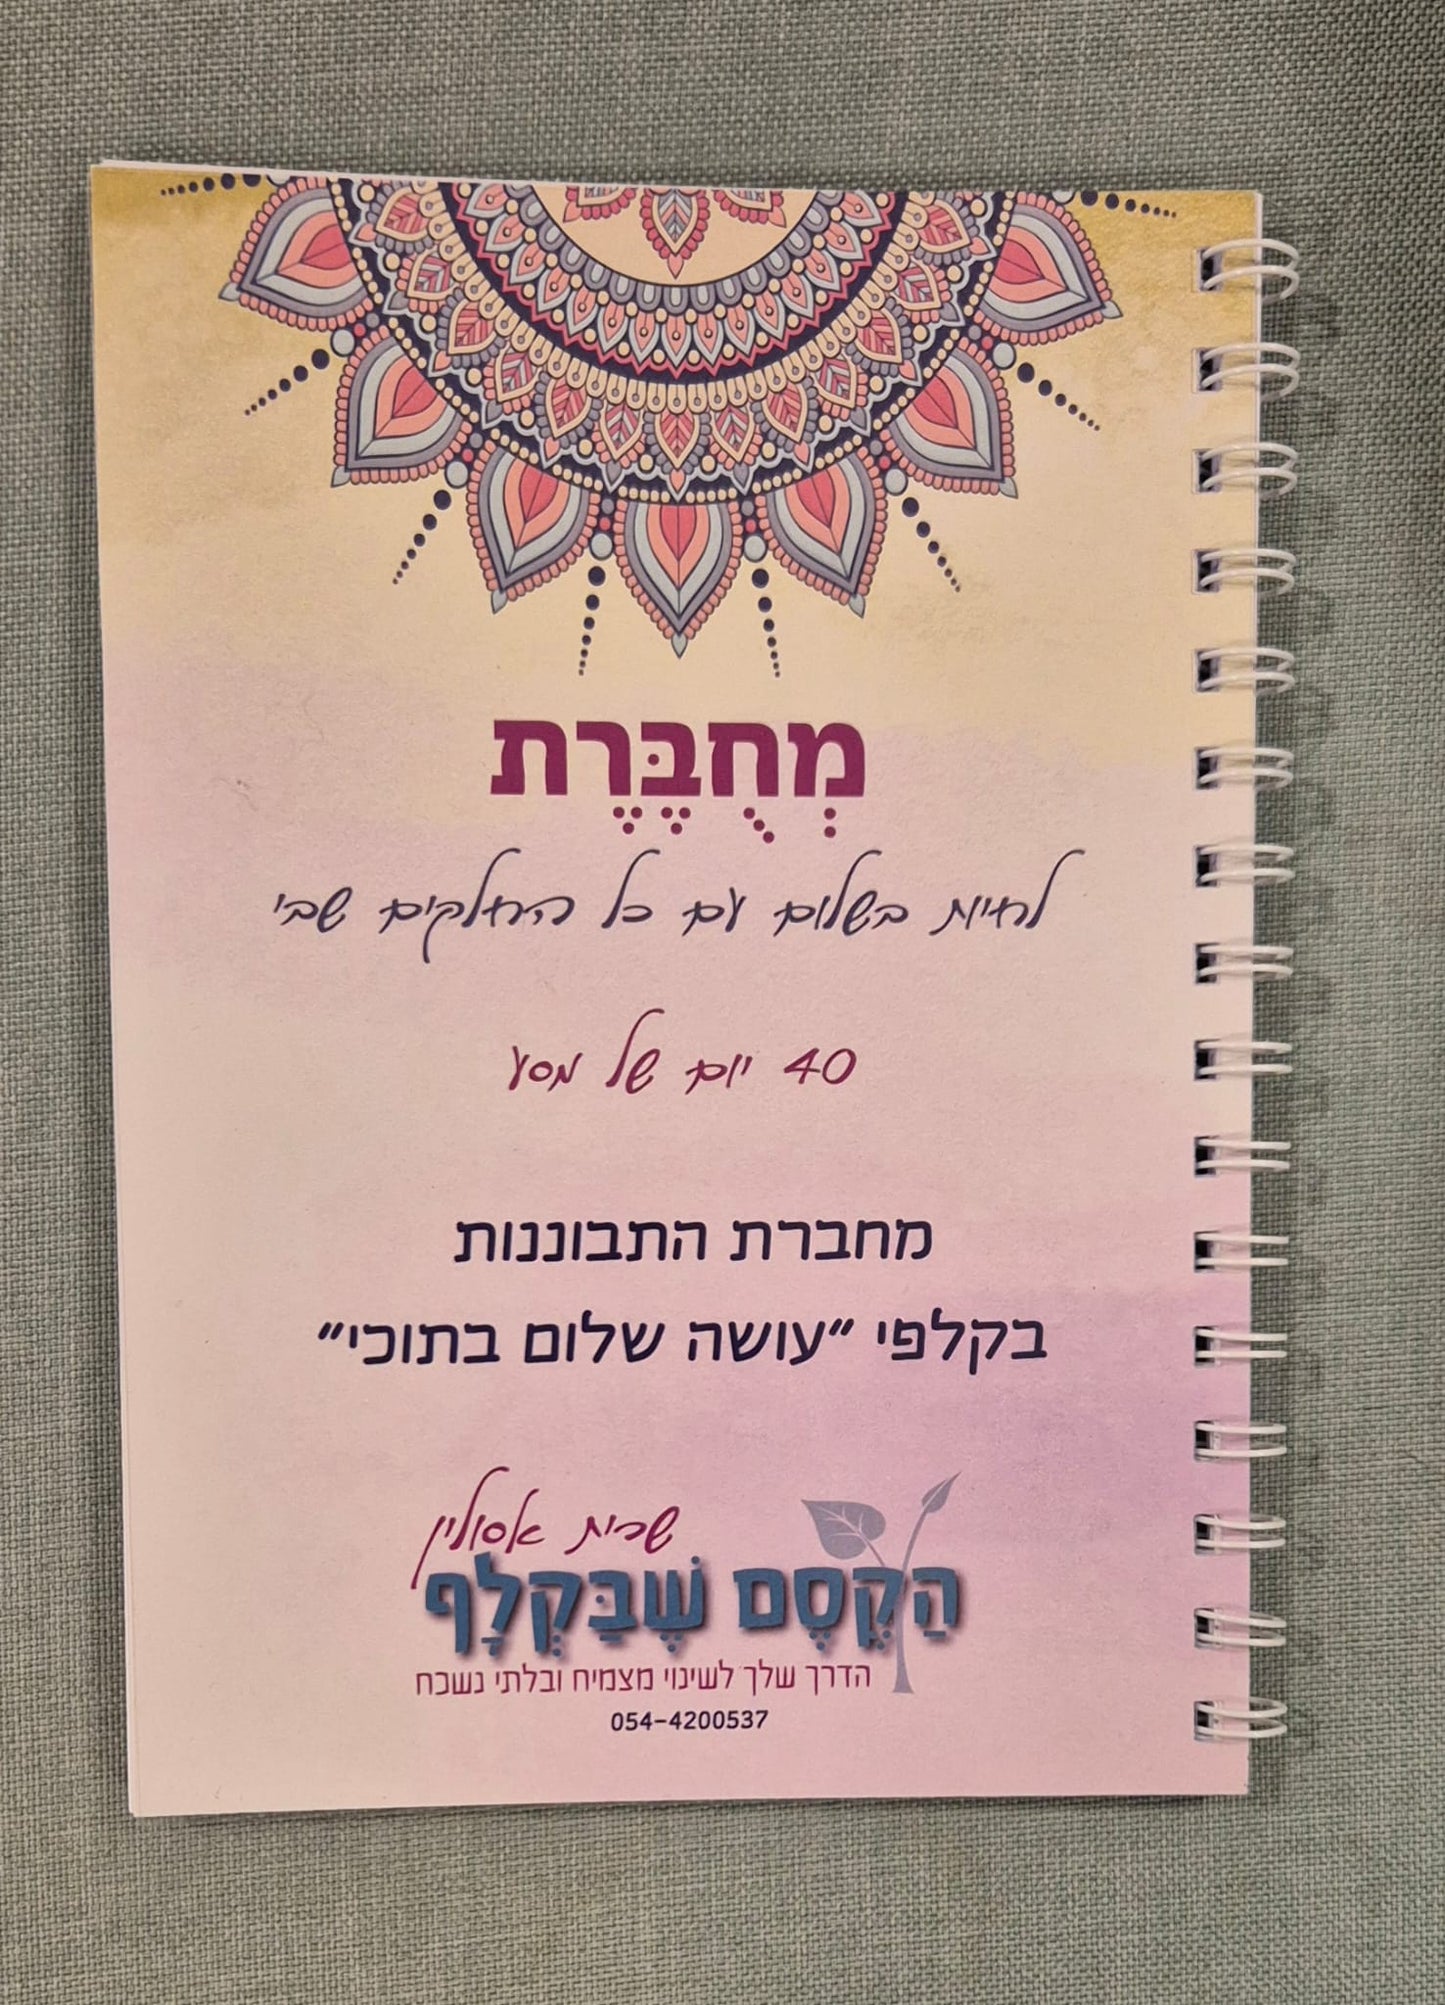 מְחֻבֶּרֶת
לחיות בשלום עם כל החלקים שבי
40 יום של מסע
מחברת התבוננות
בקלפי "עושה שלום בתוכי"
שרית אסולין
הַקֶּסֶם שֶׁבַּקְּלָף
הדרך שלך לשינוי מצמיח ובלתי נשכח
054-4200537